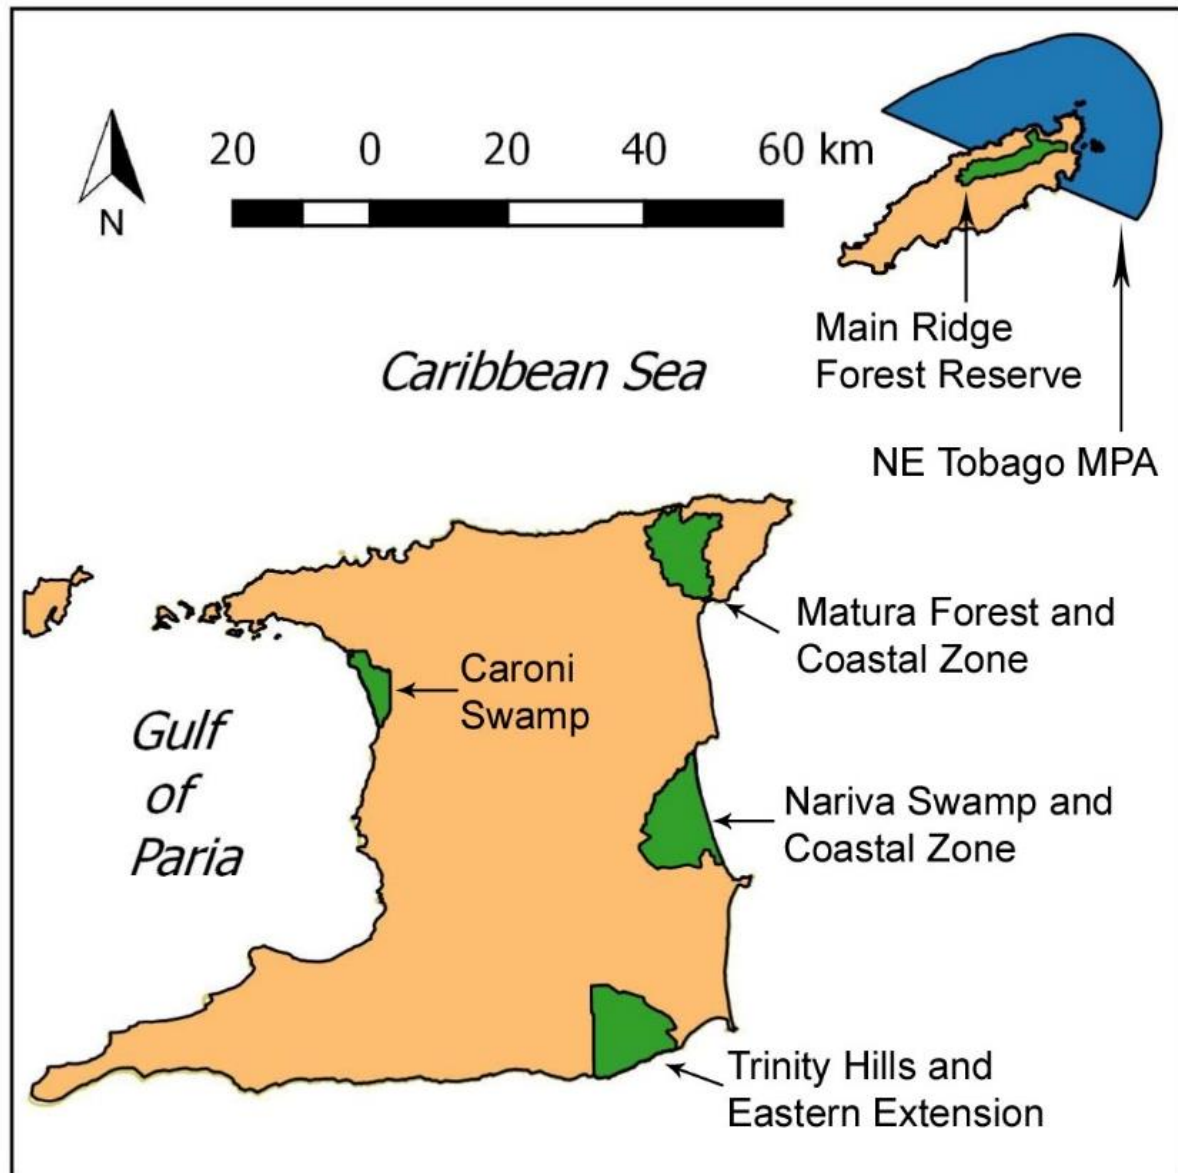 20 0 20 40 60 km
N
Main Ridge
Forest Reserve
Caribbean Sea
NE Tobago MPA
Matura Forest and
Coastal Zone
Caroni
Swamp
Gulf
of
Paria
Nariva Swamp and
Coastal Zone
Trinity Hills and
Eastern Extension